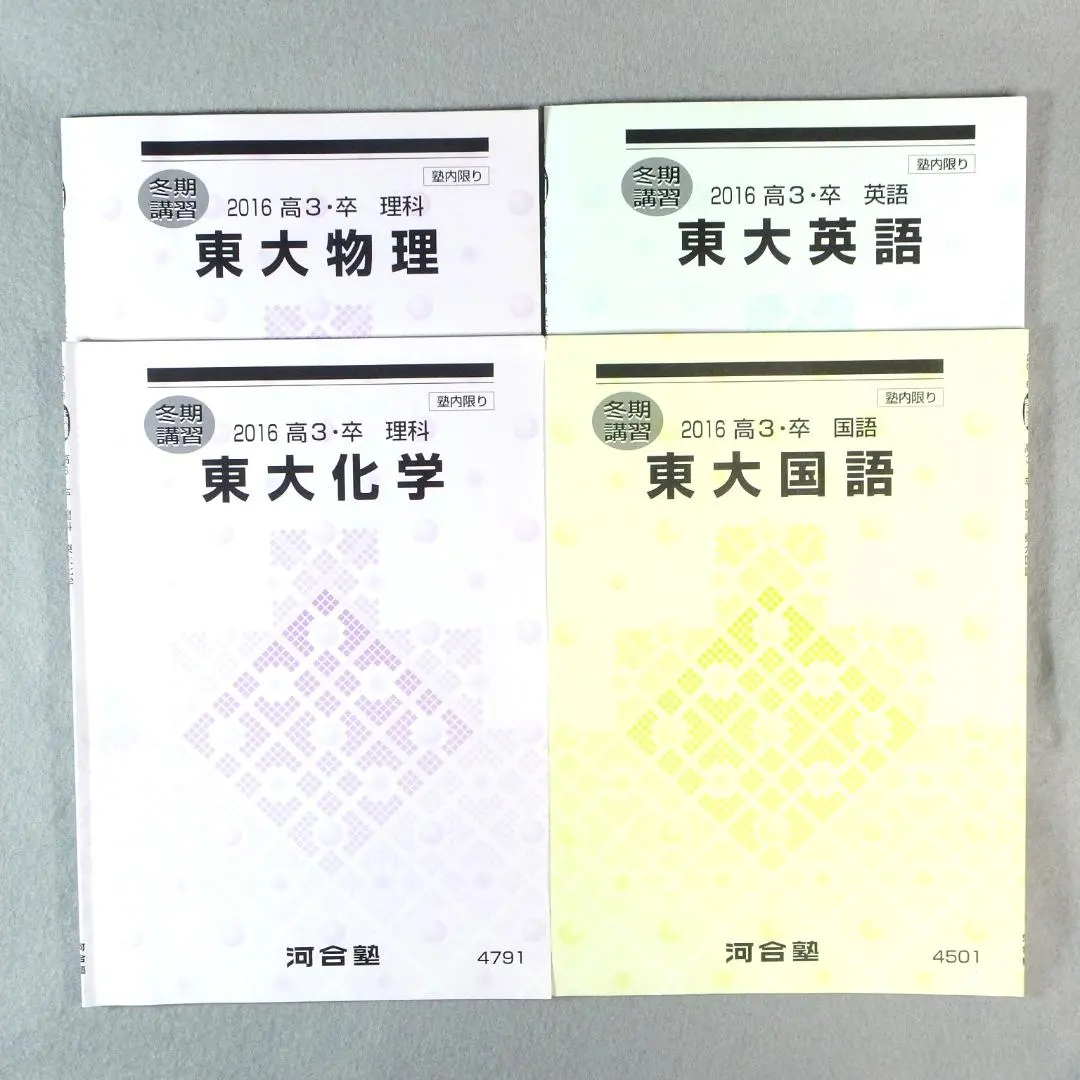 塾内限り
冬期
講習
2016 高3・卒 理科
東大物理
塾内限り
冬期
講習
2016 高3・卒 英語
東大英語
塾内限り
冬期
講習
2016 高3・卒 理科
東大化学
河合塾
4791
塾内限り
冬期
講習
2016 高3・卒 国語
東大国語
河合塾
4501
河合塾